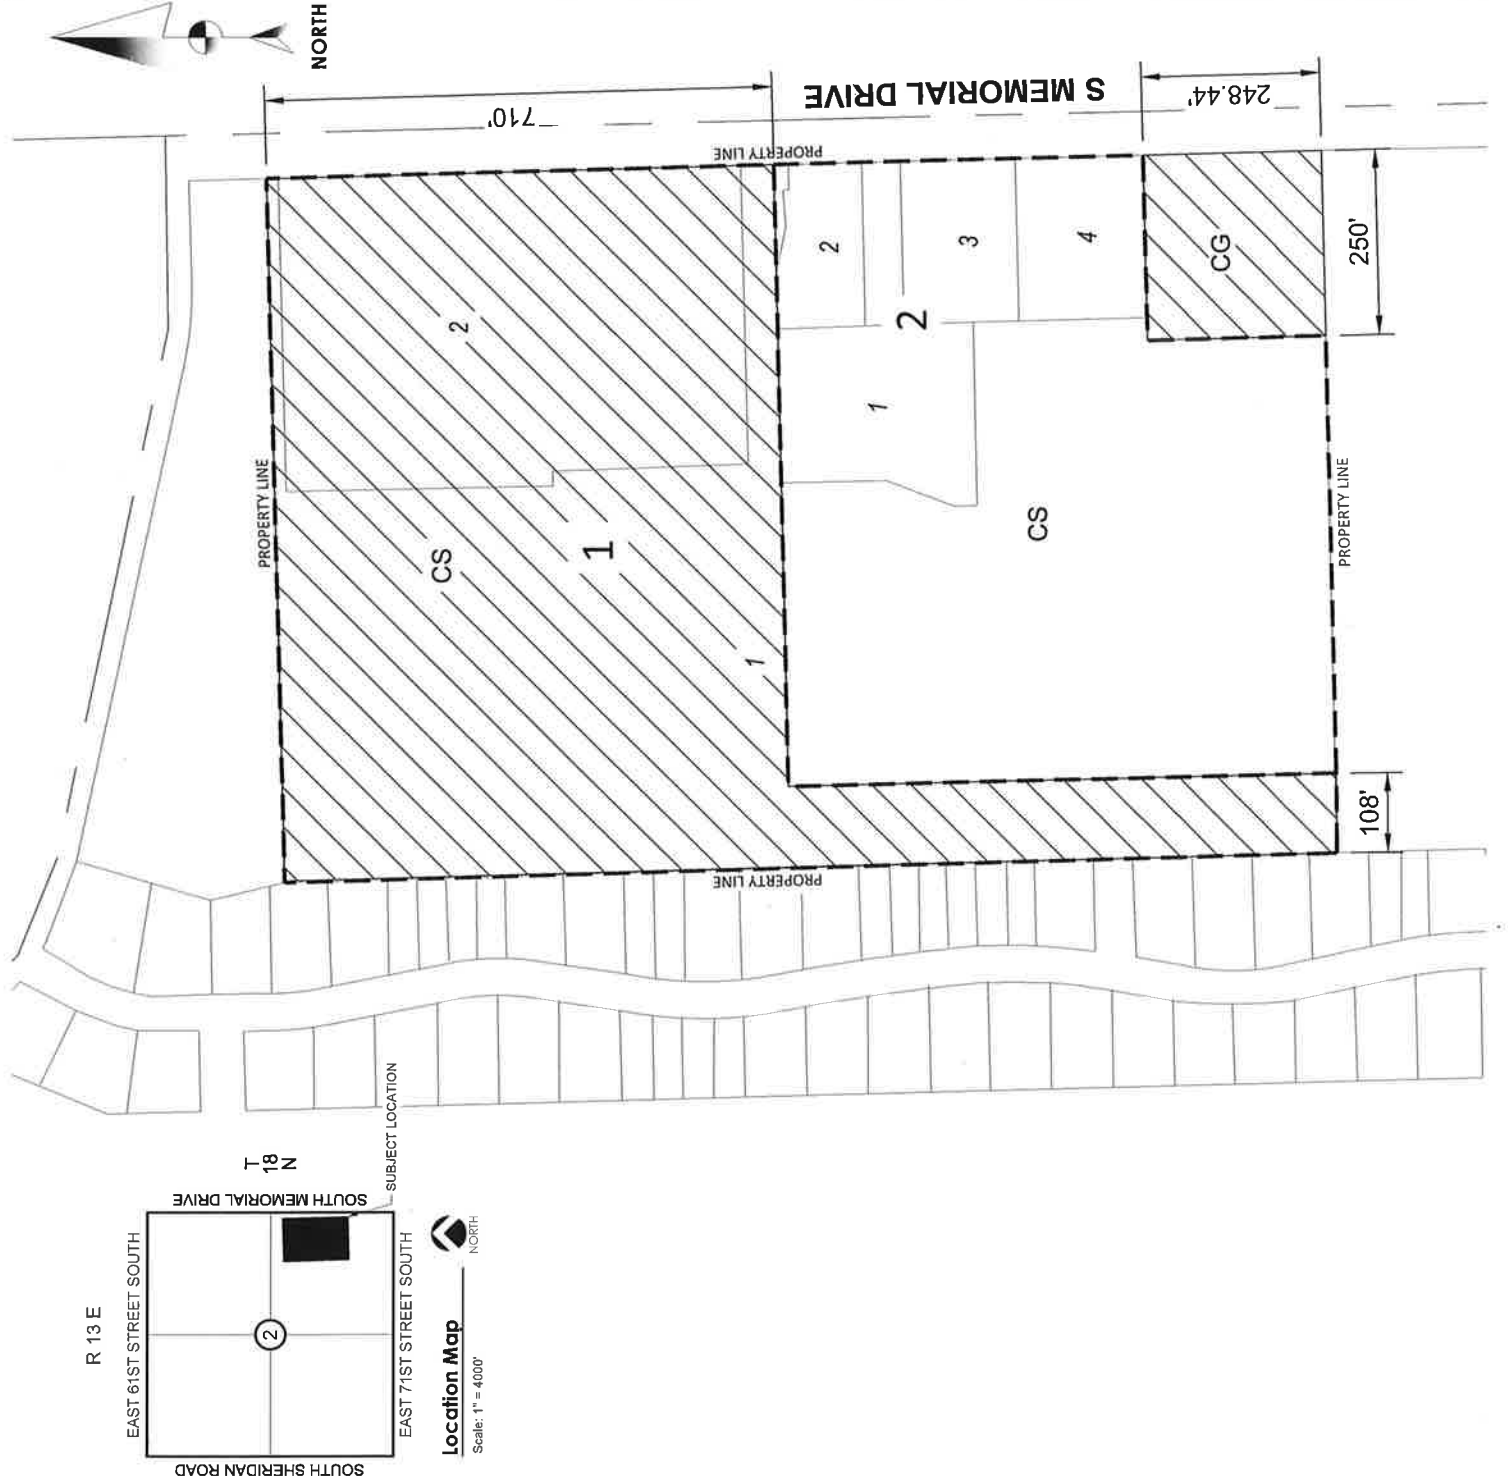 NORTH
710'
S MEMORIAL DRIVE
248.44'
PROPERTY LINE
PROPERTY LINE
2
CS
1
1
2
3
4
2
1
CS
CG
250'
PROPERTY LINE
PROPERTY LINE
108'
R 13 E
EAST 61ST STREET SOUTH
SOUTH MEMORIAL DRIVE
T
18
N
2
SUBJECT LOCATION
SOUTH SHERIDAN ROAD
EAST 71ST STREET SOUTH
Location Map
Scale: 1" = 4000'
NORTH